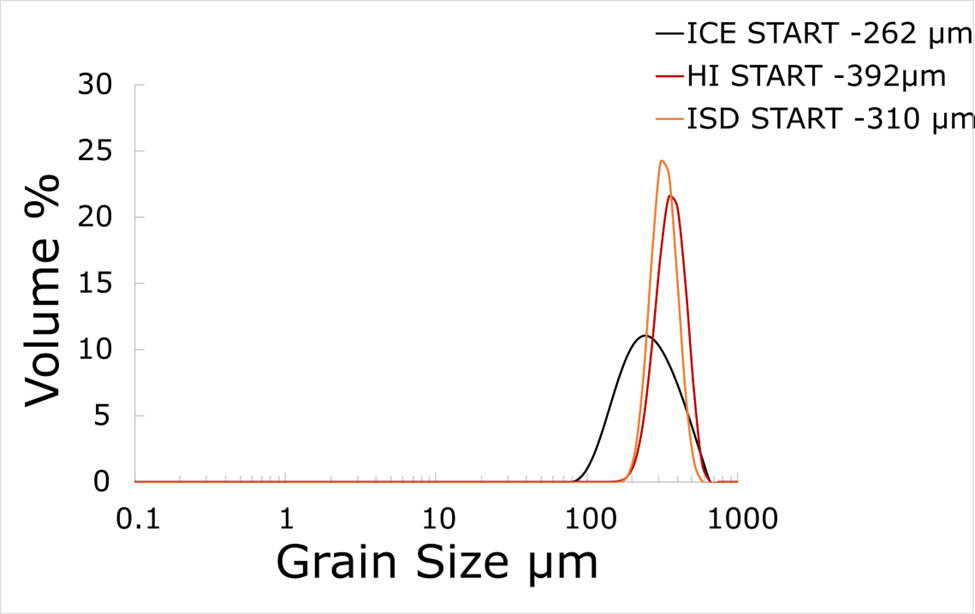 ICE START -262 µm
HI START -392µm
ISD START -310 µm
30
25
20
15
10
5
0
Volume %
0.1 1 10 100 1000
Grain Size µm